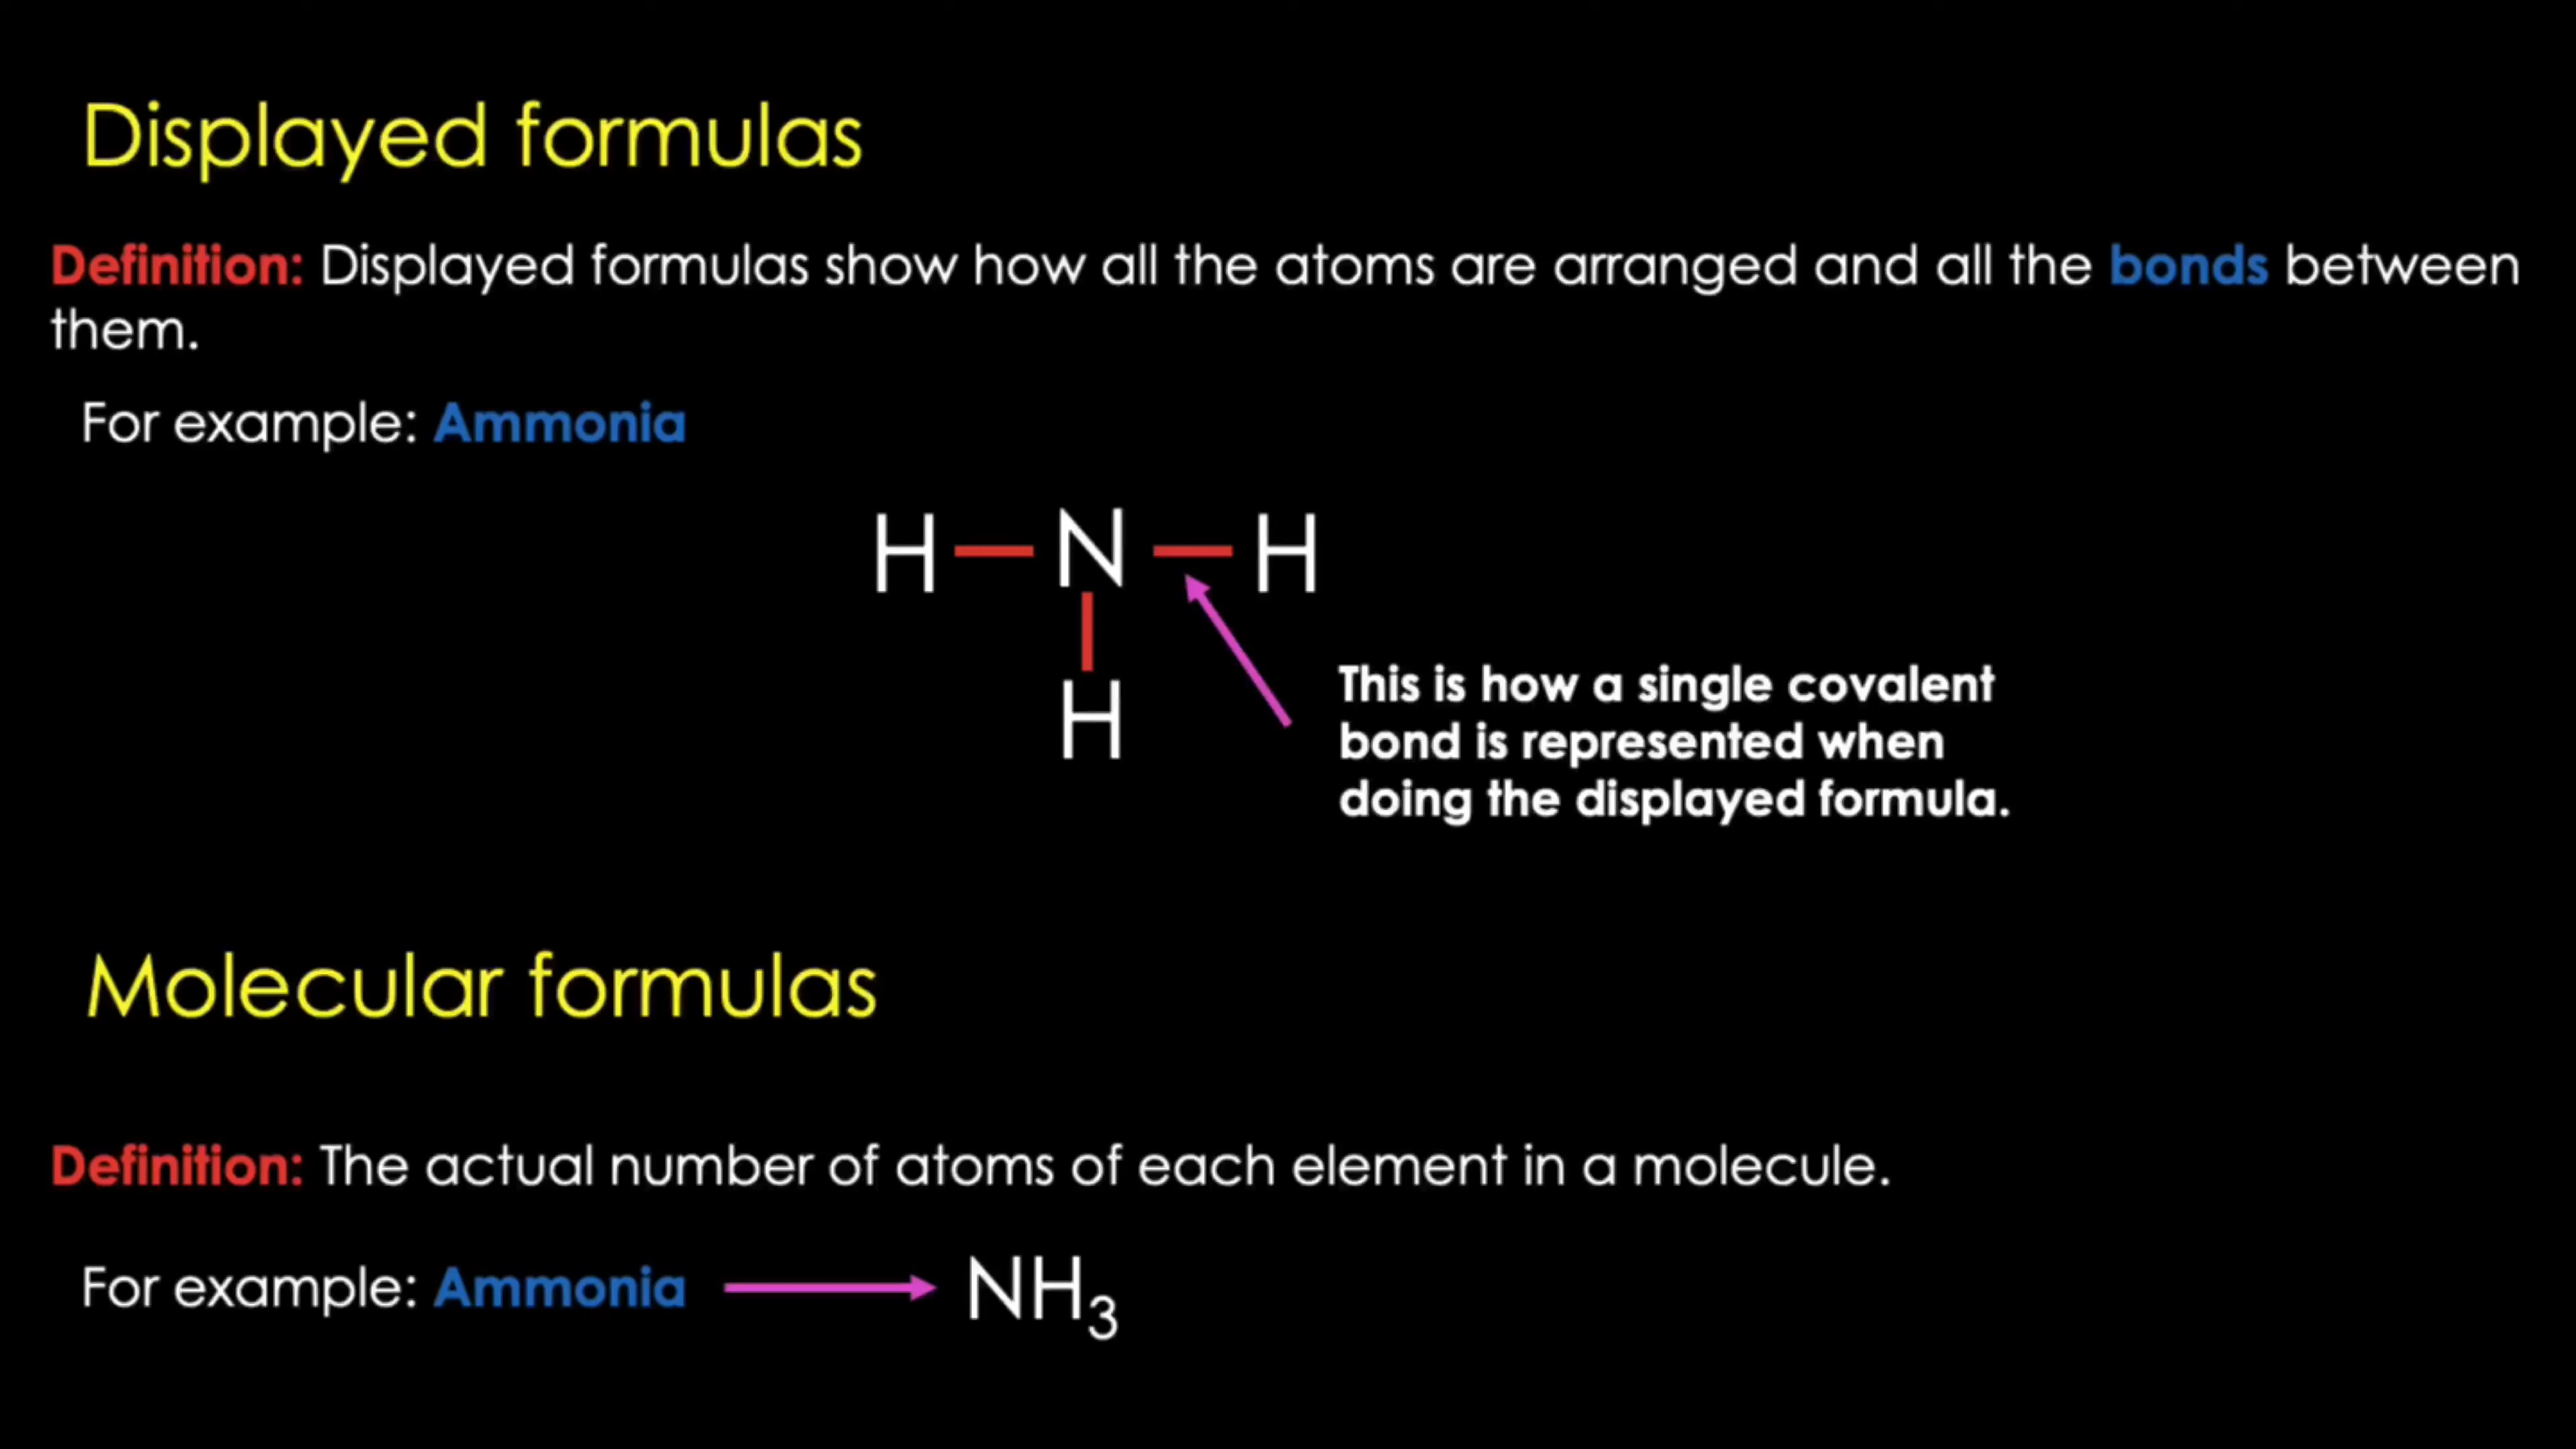 Displayed formulas
Definition: Displayed formulas show how all the atoms are arranged and all the bonds between
them.
For example: Ammonia
H — N — H
|
H
This is how a single covalent
bond is represented when
doing the displayed formula.
Molecular formulas
Definition: The actual number of atoms of each element in a molecule.
For example: Ammonia → NH₃